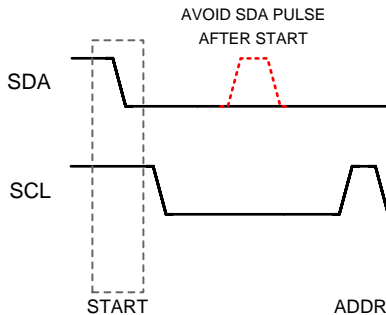 AVOID SDA PULSE
AFTER START
SDA
SCL
START
ADDR